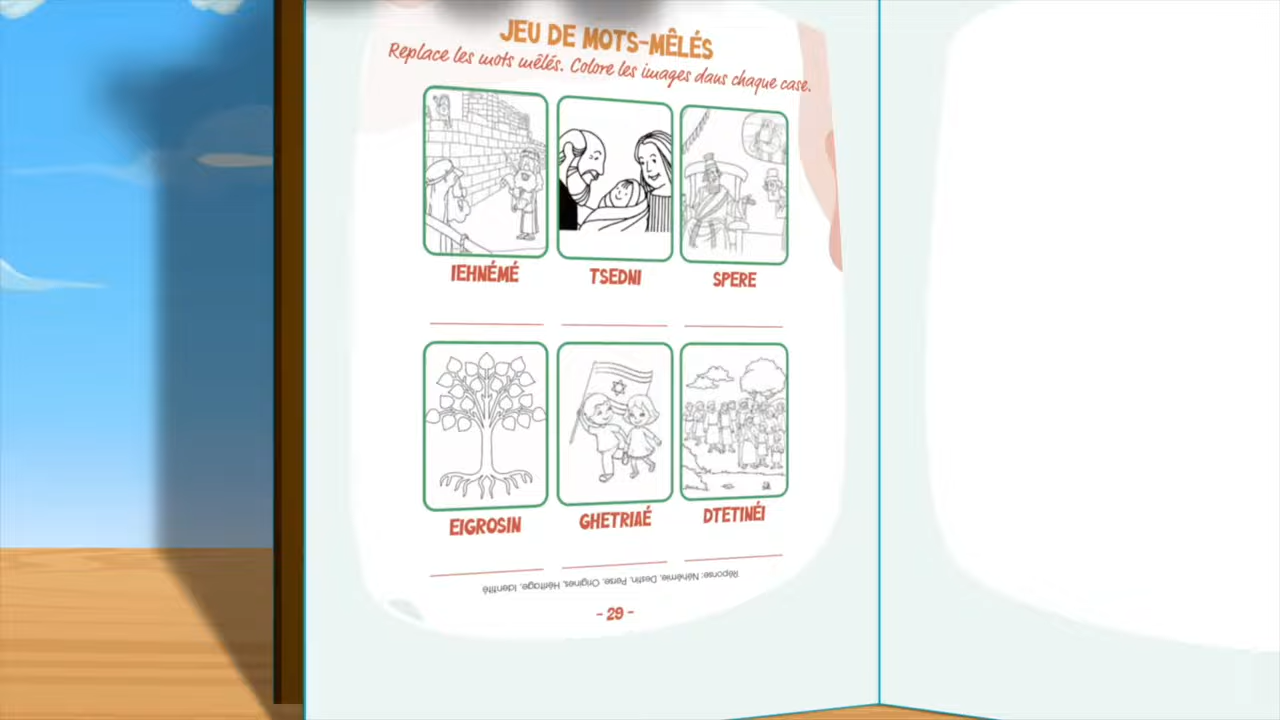 JEU DE MOTS-MÊLÉS
Replace les mots mêlés. Colore les images dans chaque case.
IEHNÉMÉ TSEDNI SPERE
EIGROSIN GHETRIAÉ DTETINÉI
Réponse: Néhémie, Destin, Perse, Origines, Héritage, Identité
- 29 -